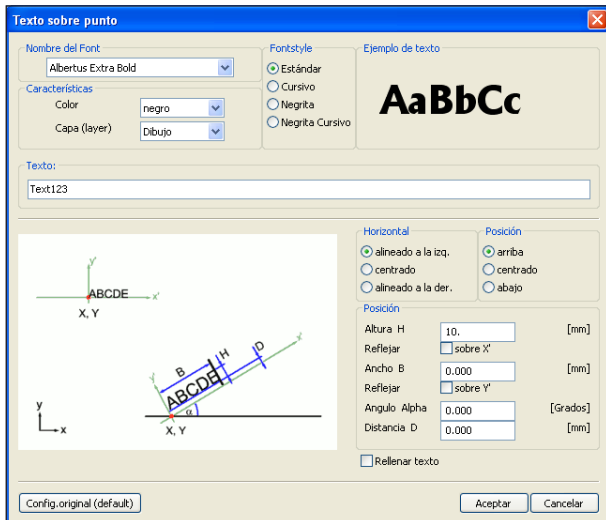 Texto sobre punto
Nombre del Font
Albertus Extra Bold
Características
Color negro
Capa (layer) Dibujo
Fontstyle
Estándar
Cursivo
Negrita
Negrita Cursivo
Ejemplo de texto
AaBbCc
Texto:
Text123
y'
ABCDE x'
X, Y
B H D x'
y' ABCDE
α
X, Y
y
x
Horizontal
alineado a la izq.
centrado
alineado a la der.
Posición
arriba
centrado
abajo
Posición
Altura H 10. [mm]
Reflejar sobre X'
Ancho B 0.000 [mm]
Reflejar sobre Y'
Angulo Alpha 0.000 [Grados]
Distancia D 0.000 [mm]
Rellenar texto
Config.original (default) Aceptar Cancelar